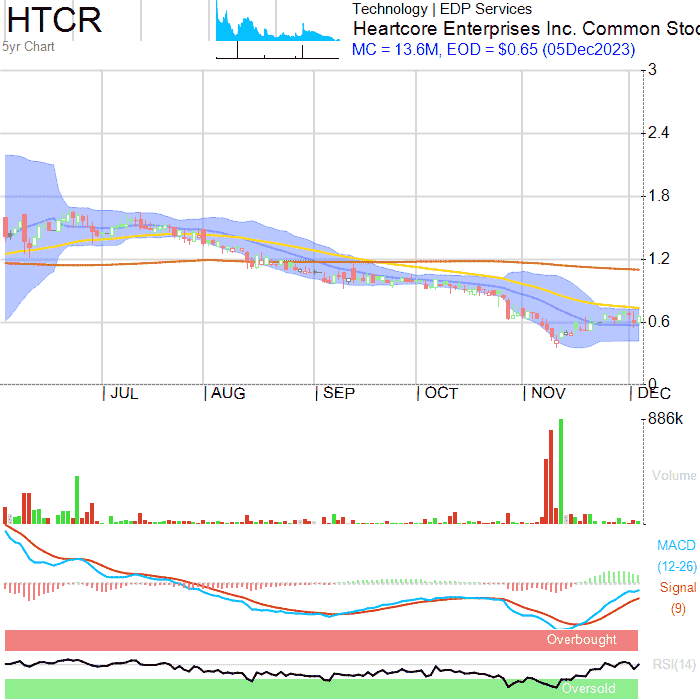 HTCR
5yr Chart
Technology | EDP Services
Heartcore Enterprises Inc. Common Stoc
MC = 13.6M, EOD = $0.65 (05Dec2023)
3
2.4
1.8
1.2
0.6
0
JUL AUG SEP OCT NOV DEC
886k
Volume
MACD
(12-26)
Signal
(9)
Overbought
RSI(14)
Oversold